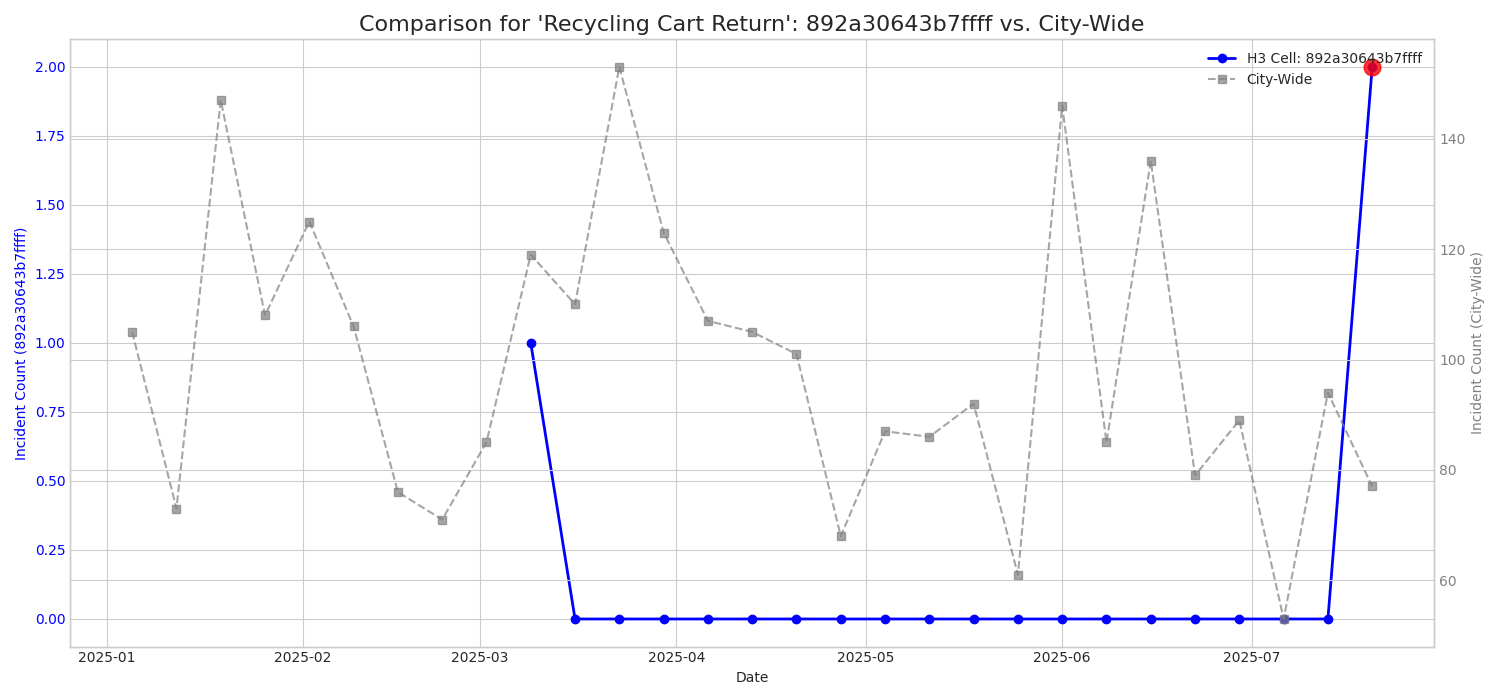 Comparison for 'Recycling Cart Return': 892a30643b7ffff vs. City-Wide
H3 Cell: 892a30643b7ffff
City-Wide
Incident Count (892a30643b7ffff)
2.00
1.75
1.50
1.25
1.00
0.75
0.50
0.25
0.00
140
120
100
80
60
Incident Count (City-Wide)
2025-01 2025-02 2025-03 2025-04 2025-05 2025-06 2025-07
Date